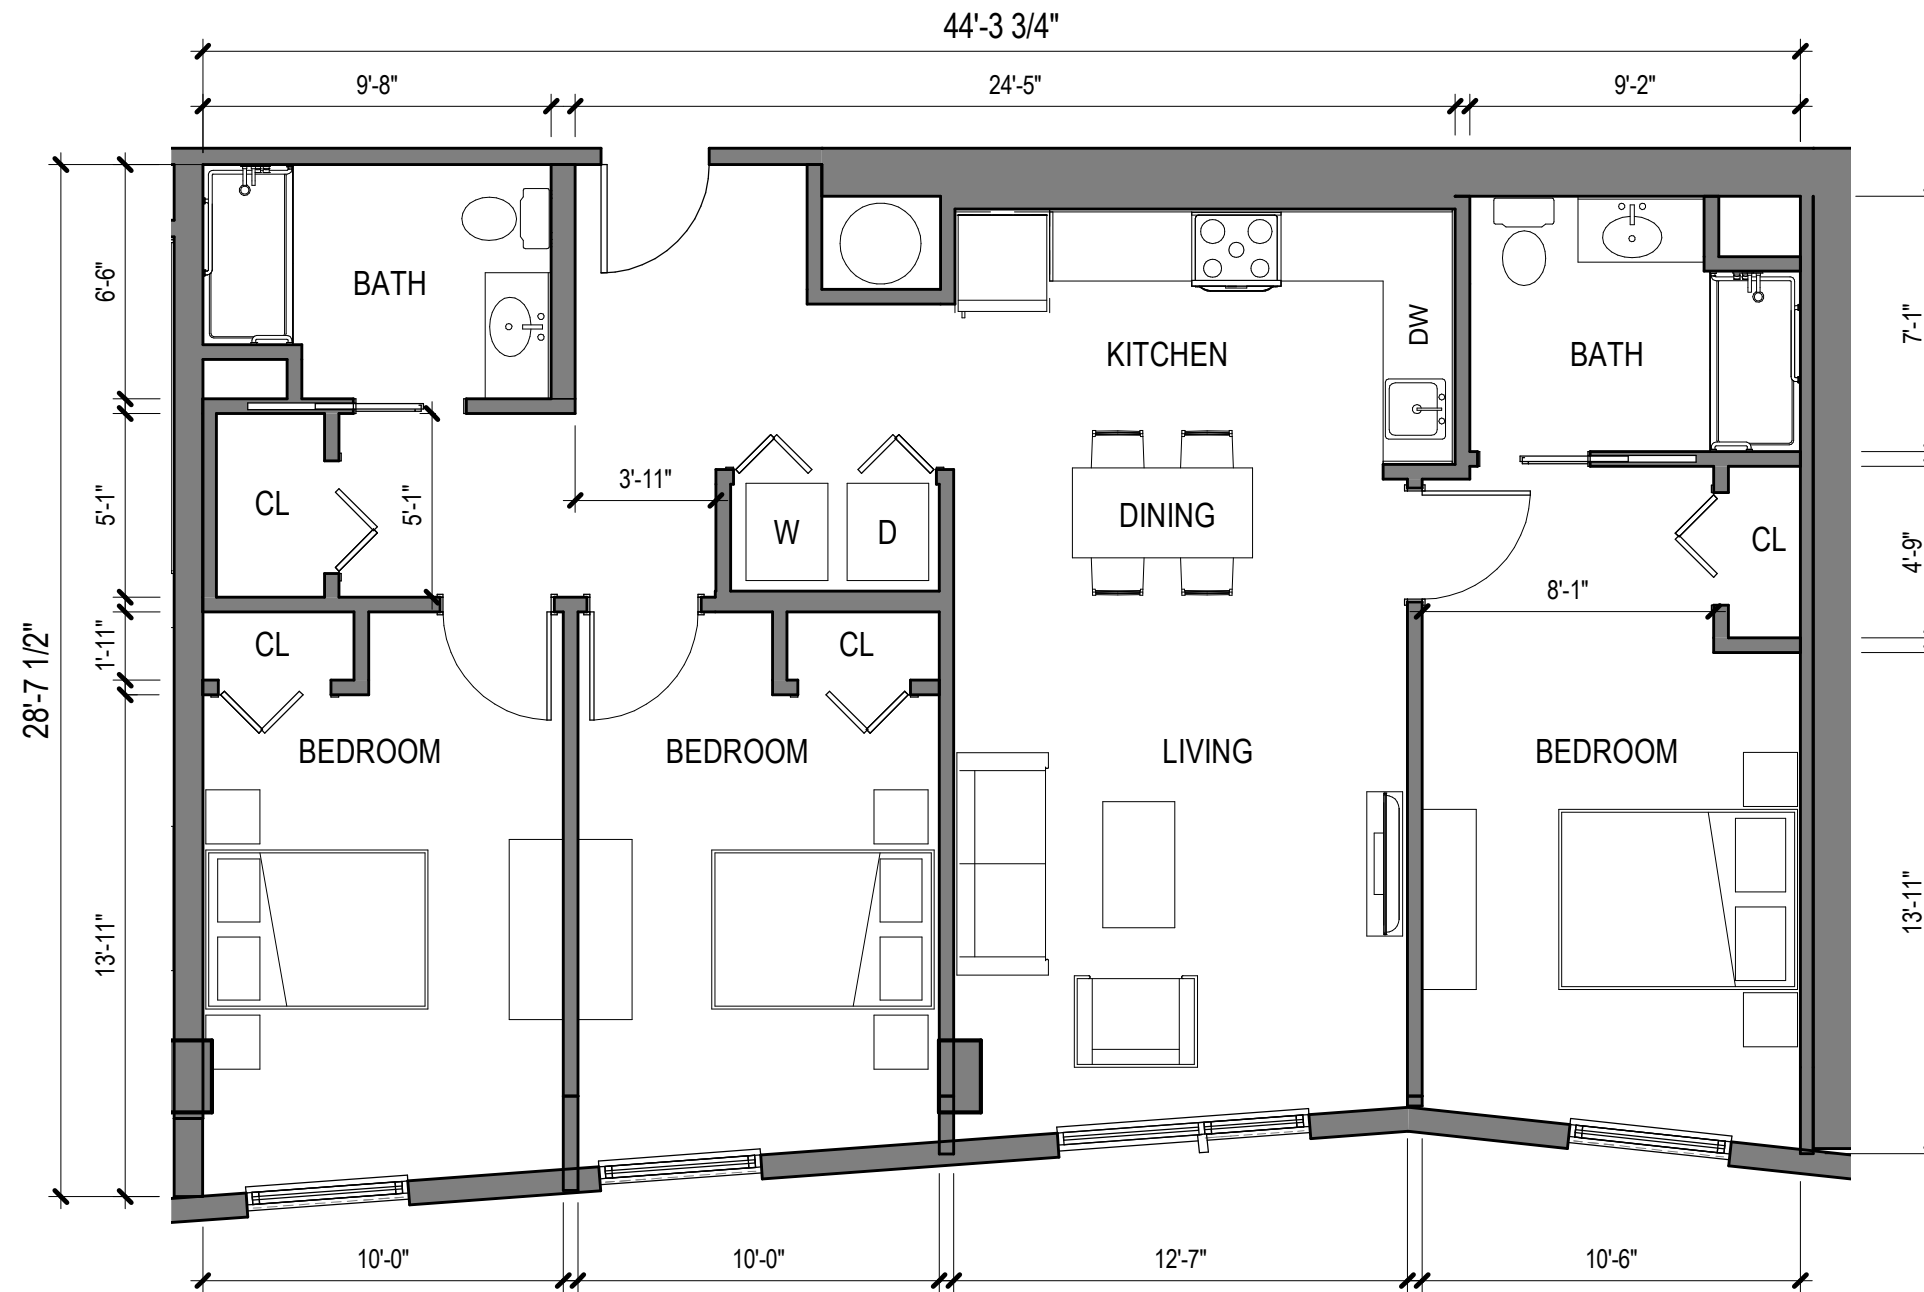 44'-3 3/4"
9'-8"
24'-5"
9'-2"
6'-6"
BATH
KITCHEN
DW
BATH
7'-1"
5'-1"
CL
5'-1"
3'-11"
W
D
DINING
CL
4'-9"
8'-1"
28'-7 1/2"
1'-11"
CL
CL
BEDROOM
BEDROOM
LIVING
BEDROOM
13'-11"
13'-11"
10'-0"
10'-0"
12'-7"
10'-6"